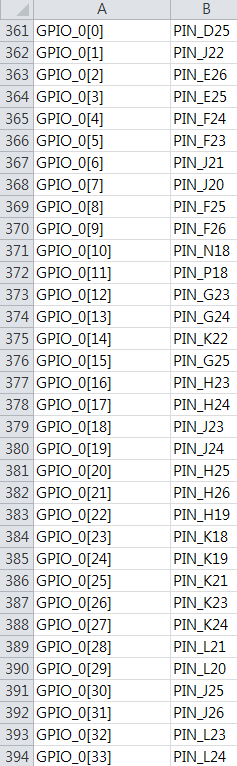 A B
361 GPIO_0[0] PIN_D25
362 GPIO_0[1] PIN_J22
363 GPIO_0[2] PIN_E26
364 GPIO_0[3] PIN_E25
365 GPIO_0[4] PIN_F24
366 GPIO_0[5] PIN_F23
367 GPIO_0[6] PIN_J21
368 GPIO_0[7] PIN_J20
369 GPIO_0[8] PIN_F25
370 GPIO_0[9] PIN_F26
371 GPIO_0[10] PIN_N18
372 GPIO_0[11] PIN_P18
373 GPIO_0[12] PIN_G23
374 GPIO_0[13] PIN_G24
375 GPIO_0[14] PIN_K22
376 GPIO_0[15] PIN_G25
377 GPIO_0[16] PIN_H23
378 GPIO_0[17] PIN_H24
379 GPIO_0[18] PIN_J23
380 GPIO_0[19] PIN_J24
381 GPIO_0[20] PIN_H25
382 GPIO_0[21] PIN_H26
383 GPIO_0[22] PIN_H19
384 GPIO_0[23] PIN_K18
385 GPIO_0[24] PIN_K19
386 GPIO_0[25] PIN_K21
387 GPIO_0[26] PIN_K23
388 GPIO_0[27] PIN_K24
389 GPIO_0[28] PIN_L21
390 GPIO_0[29] PIN_L20
391 GPIO_0[30] PIN_J25
392 GPIO_0[31] PIN_J26
393 GPIO_0[32] PIN_L23
394 GPIO_0[33] PIN_L24